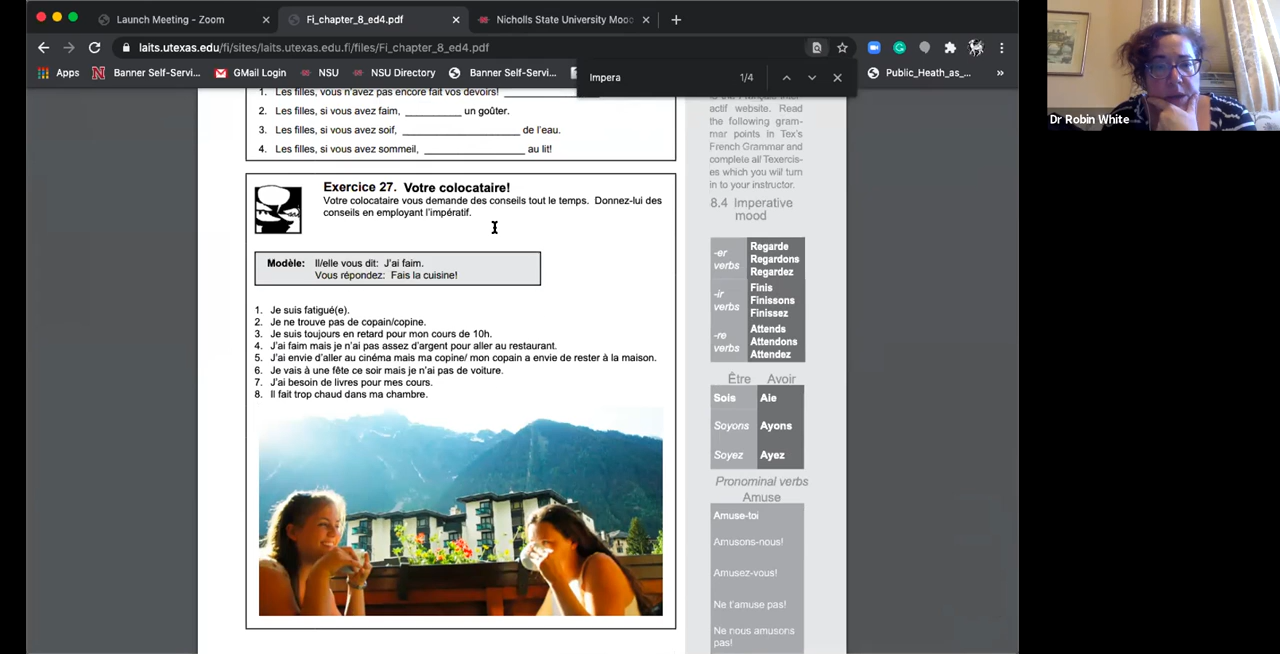 Launch Meeting - Zoom
Fi_chapter_8_ed4.pdf
Nicholls State University Mood
laits.utexas.edu/fi/sites/laits.utexas.edu.fi/files/Fi_chapter_8_ed4.pdf
Apps
Banner Self-Servi...
GMail Login
NSU
NSU Directory
Banner Self-Servi...
Public_Heath_as_...
»
Impera
1/4
Dr Robin White
1. Les filles, vous n'avez pas encore fait vos devoirs!
2. Les filles, si vous avez faim, __________ un goûter.
3. Les filles, si vous avez soif, ____________________ de l'eau.
4. Les filles, si vous avez sommeil, _________________ au lit!
Exercice 27. Votre colocataire!
Votre colocataire vous demande des conseils tout le temps. Donnez-lui des
conseils en employant l'impératif.
Modèle: Il/elle vous dit: J'ai faim.
Vous répondez: Fais la cuisine!
1. Je suis fatigué(e).
2. Je ne trouve pas de copain/copine.
3. Je suis toujours en retard pour mon cours de 10h.
4. J'ai faim mais je n'ai pas assez d'argent pour aller au restaurant.
5. J'ai envie d'aller au cinéma mais ma copine/ mon copain a envie de rester à la maison.
6. Je vais à une fête ce soir mais je n'ai pas de voiture.
7. J'ai besoin de livres pour mes cours.
8. Il fait trop chaud dans ma chambre.
actif website. Read
the following gram-
mar points in Tex's
French Grammar and
complete all Texercis-
es which you will turn
in to your instructor.
8.4 Imperative
mood
-er
verbs
Regarde
Regardons
Regardez
-ir
verbs
Finis
Finissons
Finissez
-re
verbs
Attends
Attendons
Attendez
Être Avoir
Sois Aie
Soyons Ayons
Soyez Ayez
Pronominal verbs
Amuse
Amuse-toi
Amusons-nous!
Amusez-vous!
Ne t'amuse pas!
Ne nous amusons
pas!